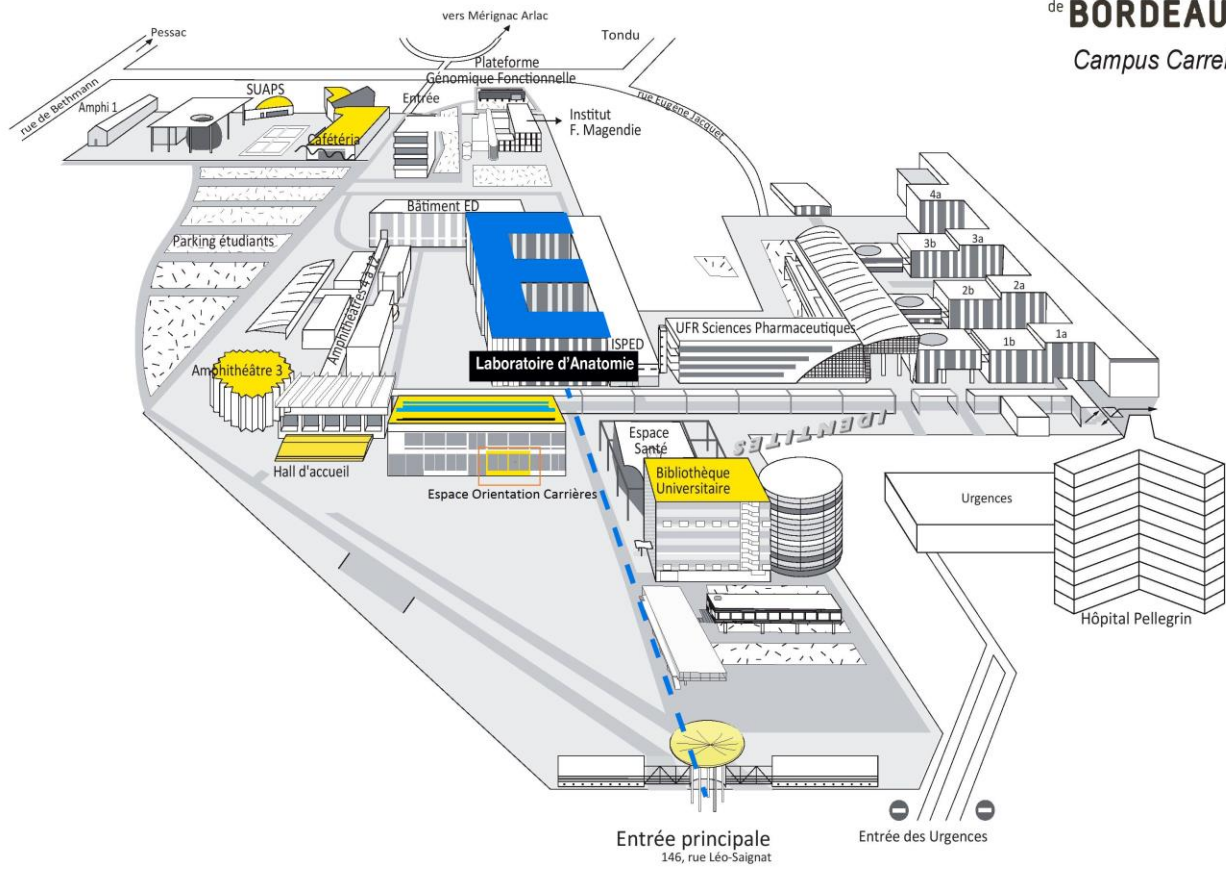 de BORDEAU
Campus Carre
vers Mérignac Arlac
Pessac
Tondu
rue de Bethmann
Plateforme
Génomique Fonctionnelle
SUAPS
Amphi 1
Entrée
rue Eugène Jacquet
Institut
F. Magendie
Cafétéria
4a
Bâtiment ED
3b
3a
Parking étudiants
2b
2a
Amphithéâtres 4 à 12
UFR Sciences Pharmaceutiques
1b
1a
ISPED
Laboratoire d'Anatomie
Amphithéâtre 3
IDENTITES
Espace
Santé
Hall d'accueil
Bibliothèque
Universitaire
Espace Orientation Carrières
Urgences
Hôpital Pellegrin
Entrée principale
146, rue Léo-Saignat
Entrée des Urgences